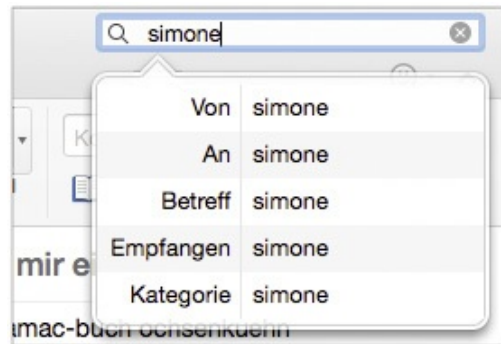 simone
Von simone
An simone
Betreff simone
Empfangen simone
Kategorie simone
mir
amac-buch ochsenkuehn